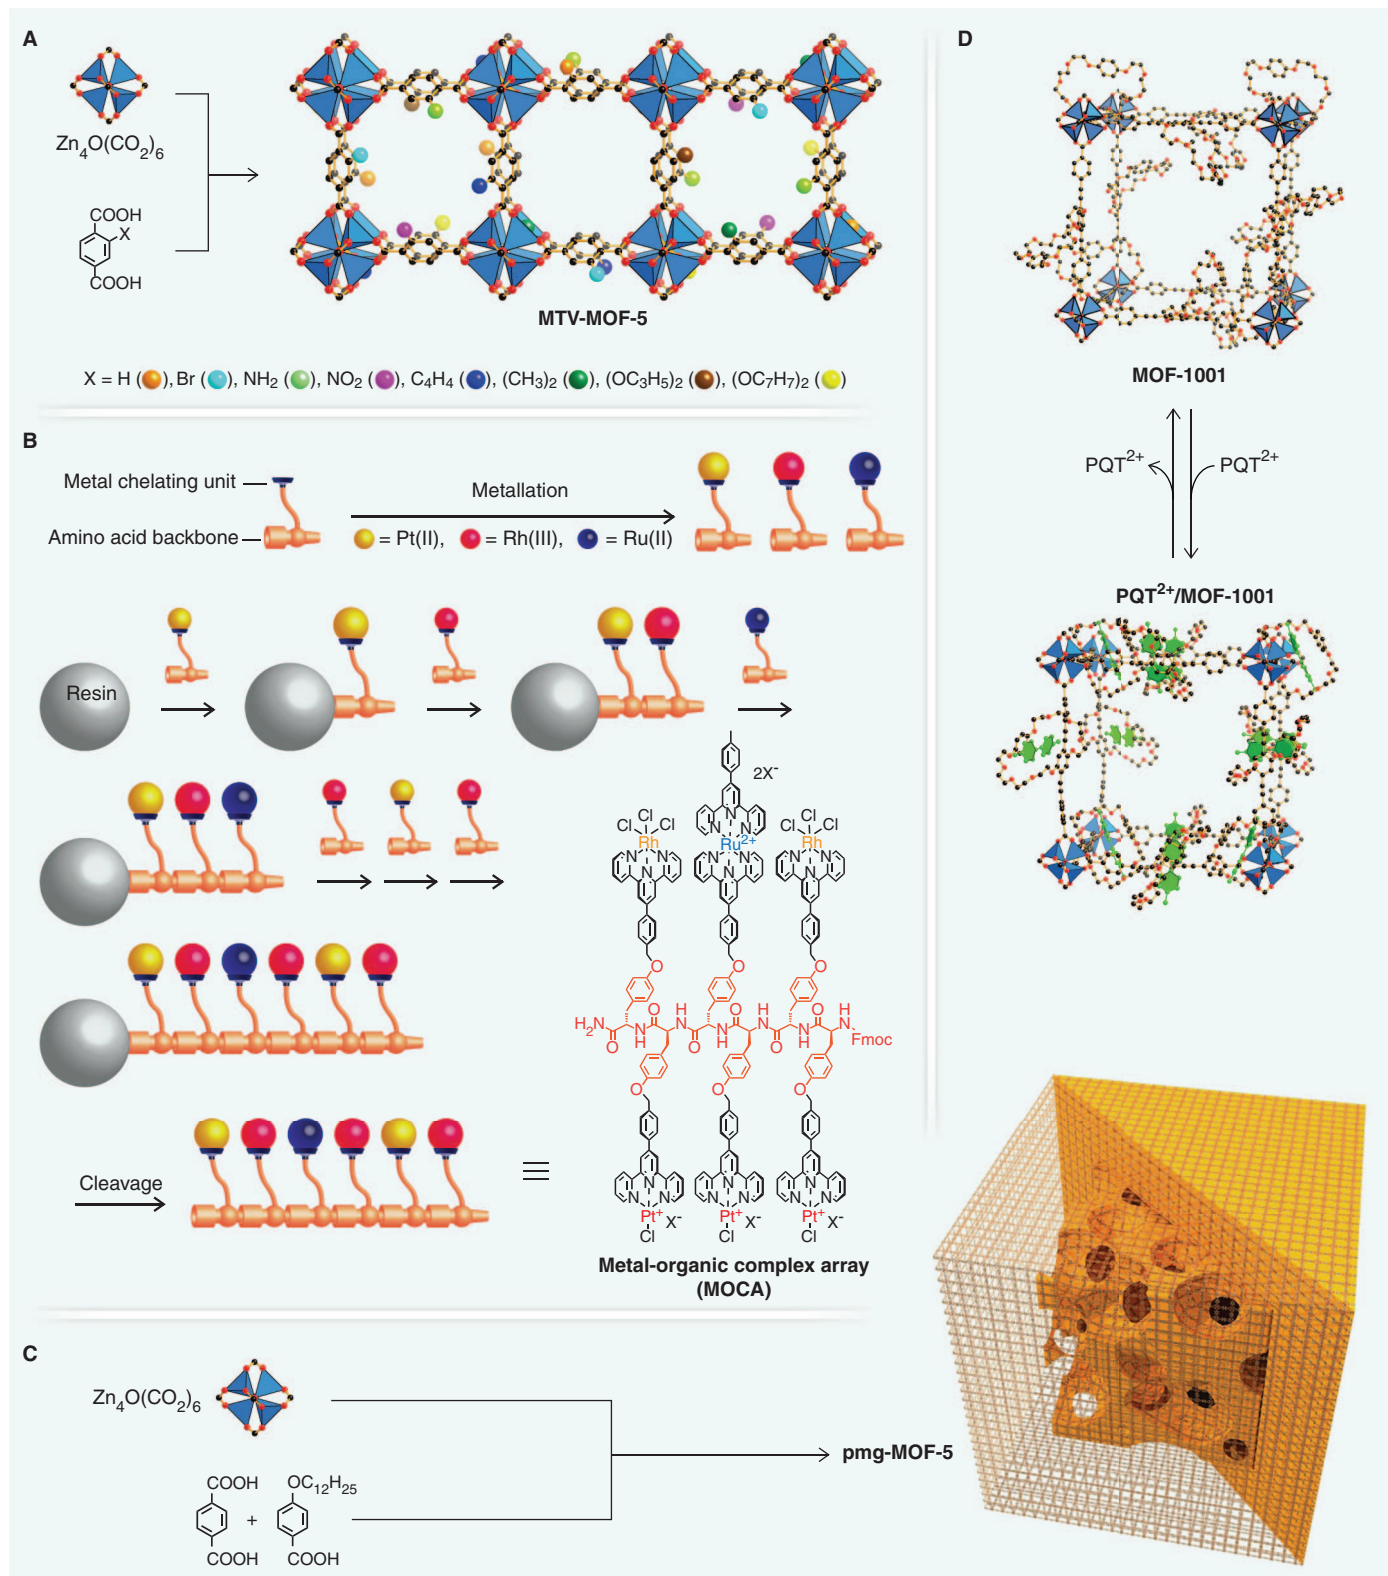 A
Zn4O(CO2)6
COOH
X
COOH
MTV-MOF-5
X = H ( ), Br ( ), NH2 ( ), NO2 ( ), C4H4 ( ), (CH3)2 ( ), (OC3H5)2 ( ), (OC7H7)2 ( )
B
Metal chelating unit
Amino acid backbone
Metallation
= Pt(II), = Rh(III), = Ru(II)
Resin
2X-
Cl Cl Cl
Rh
N N N
N N N
Ru2+
N N N
Cl Cl Cl
Rh
N N N
O O O
H2N
O
N
H
O
H
N
O
N
H
O
H
N
O
N
H
O
H
N
Fmoc
O O O
N N N
Pt+ X-
Cl
N N N
Pt+ X-
Cl
N N N
Pt+ X-
Cl
Cleavage
Metal-organic complex array
(MOCA)
C
Zn4O(CO2)6
COOH
COOH
+
OC12H25
COOH
pmg-MOF-5
D
MOF-1001
PQT2+ PQT2+
PQT2+/MOF-1001